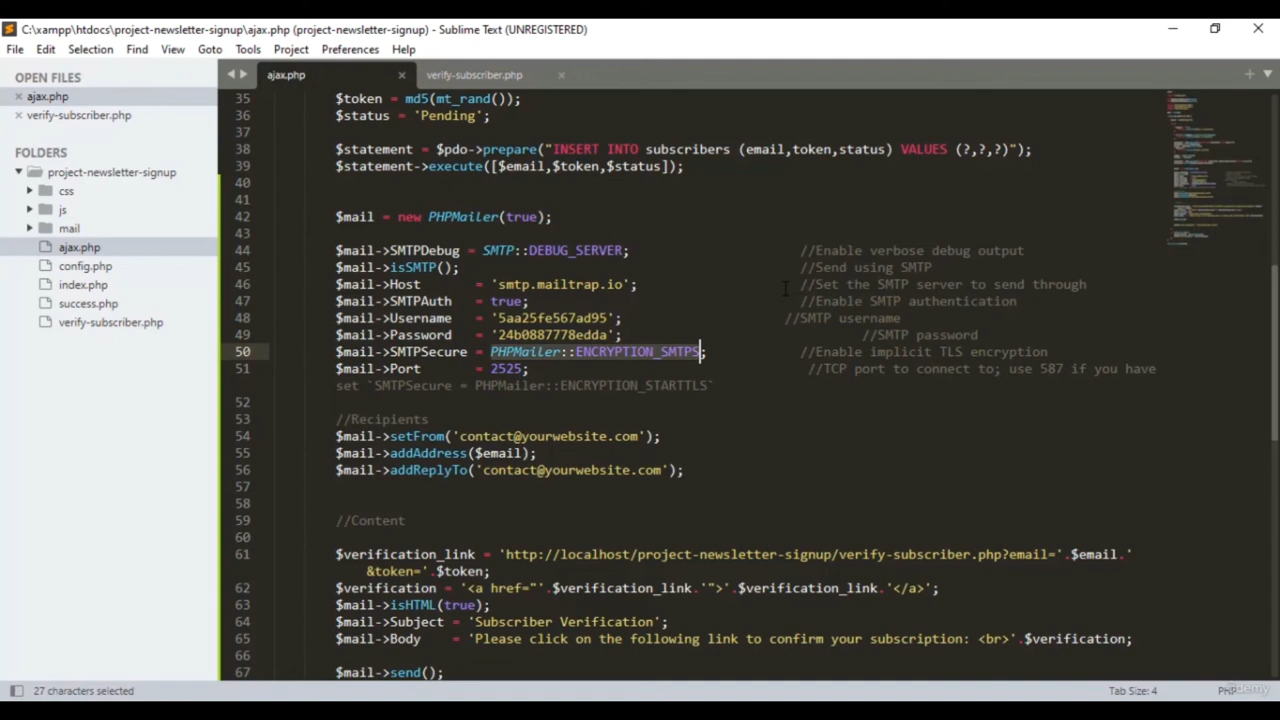 C:\xampp\htdocs\project-newsletter-signup\ajax.php (project-newsletter-signup) - Sublime Text (UNREGISTERED)
File Edit Selection Find View Goto Tools Project Preferences Help
OPEN FILES
× ajax.php
× verify-subscriber.php
FOLDERS
project-newsletter-signup
css
js
mail
ajax.php
config.php
index.php
success.php
verify-subscriber.php
ajax.php × verify-subscriber.php ×
35 $token = md5(mt_rand());
36 $status = 'Pending';
37
38 $statement = $pdo->prepare("INSERT INTO subscribers (email,token,status) VALUES (?,?,?)");
39 $statement->execute([$email,$token,$status]);
40
41
42 $mail = new PHPMailer(true);
43
44 $mail->SMTPDebug = SMTP::DEBUG_SERVER; //Enable verbose debug output
45 $mail->isSMTP(); //Send using SMTP
46 $mail->Host = 'smtp.mailtrap.io'; //Set the SMTP server to send through
47 $mail->SMTPAuth = true; //Enable SMTP authentication
48 $mail->Username = '5aa25fe567ad95'; //SMTP username
49 $mail->Password = '24b0887778edda'; //SMTP password
50 $mail->SMTPSecure = PHPMailer::ENCRYPTION_SMTPS; //Enable implicit TLS encryption
51 $mail->Port = 2525; //TCP port to connect to; use 587 if you have
set `SMTPSecure = PHPMailer::ENCRYPTION_STARTTLS`
52
53 //Recipients
54 $mail->setFrom('contact@yourwebsite.com');
55 $mail->addAddress($email);
56 $mail->addReplyTo('contact@yourwebsite.com');
57
58
59 //Content
60
61 $verification_link = 'http://localhost/project-newsletter-signup/verify-subscriber.php?email='.$email.'
&token='.$token;
62 $verification = '<a href="'.$verification_link.'">'.$verification_link.'</a>';
63 $mail->isHTML(true);
64 $mail->Subject = 'Subscriber Verification';
65 $mail->Body = 'Please click on the following link to confirm your subscription: <br>'.$verification;
66
67 $mail->send();
27 characters selected
Tab Size: 4
PHP